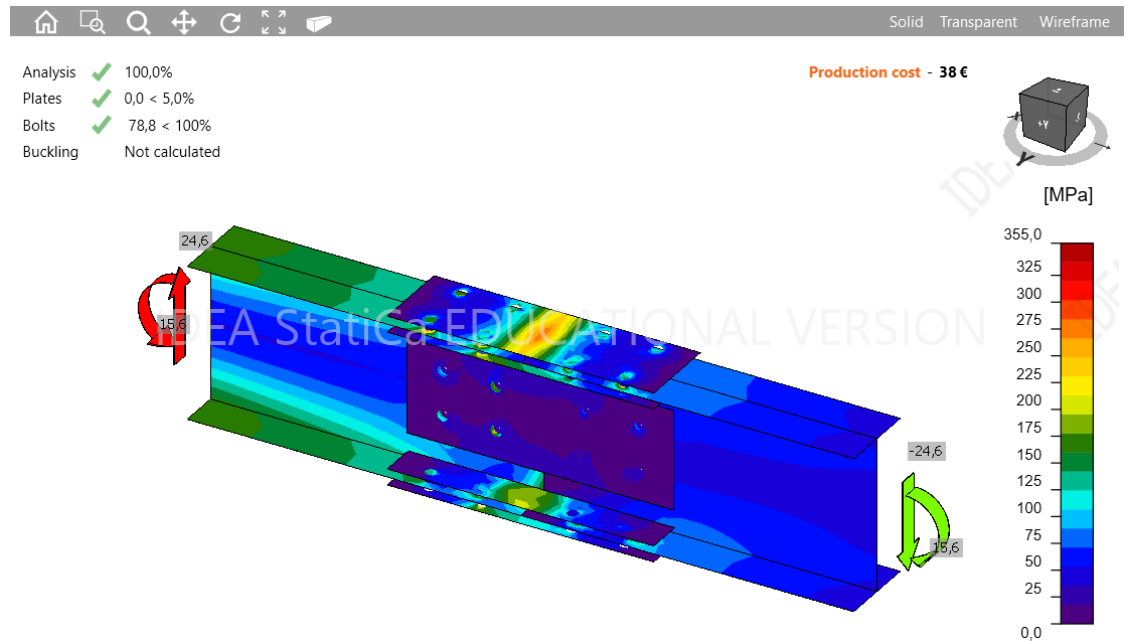 Solid Transparent Wireframe
Analysis 100,0%
Plates 0,0 < 5,0%
Bolts 78,8 < 100%
Buckling Not calculated
Production cost - 38 €
+Y
Y
[MPa]
355,0
325
300
275
250
225
200
175
150
125
100
75
50
25
0,0
24,6
15,6
IDEA StatiCa EDUCATIONAL VERSION
-24,6
15,6